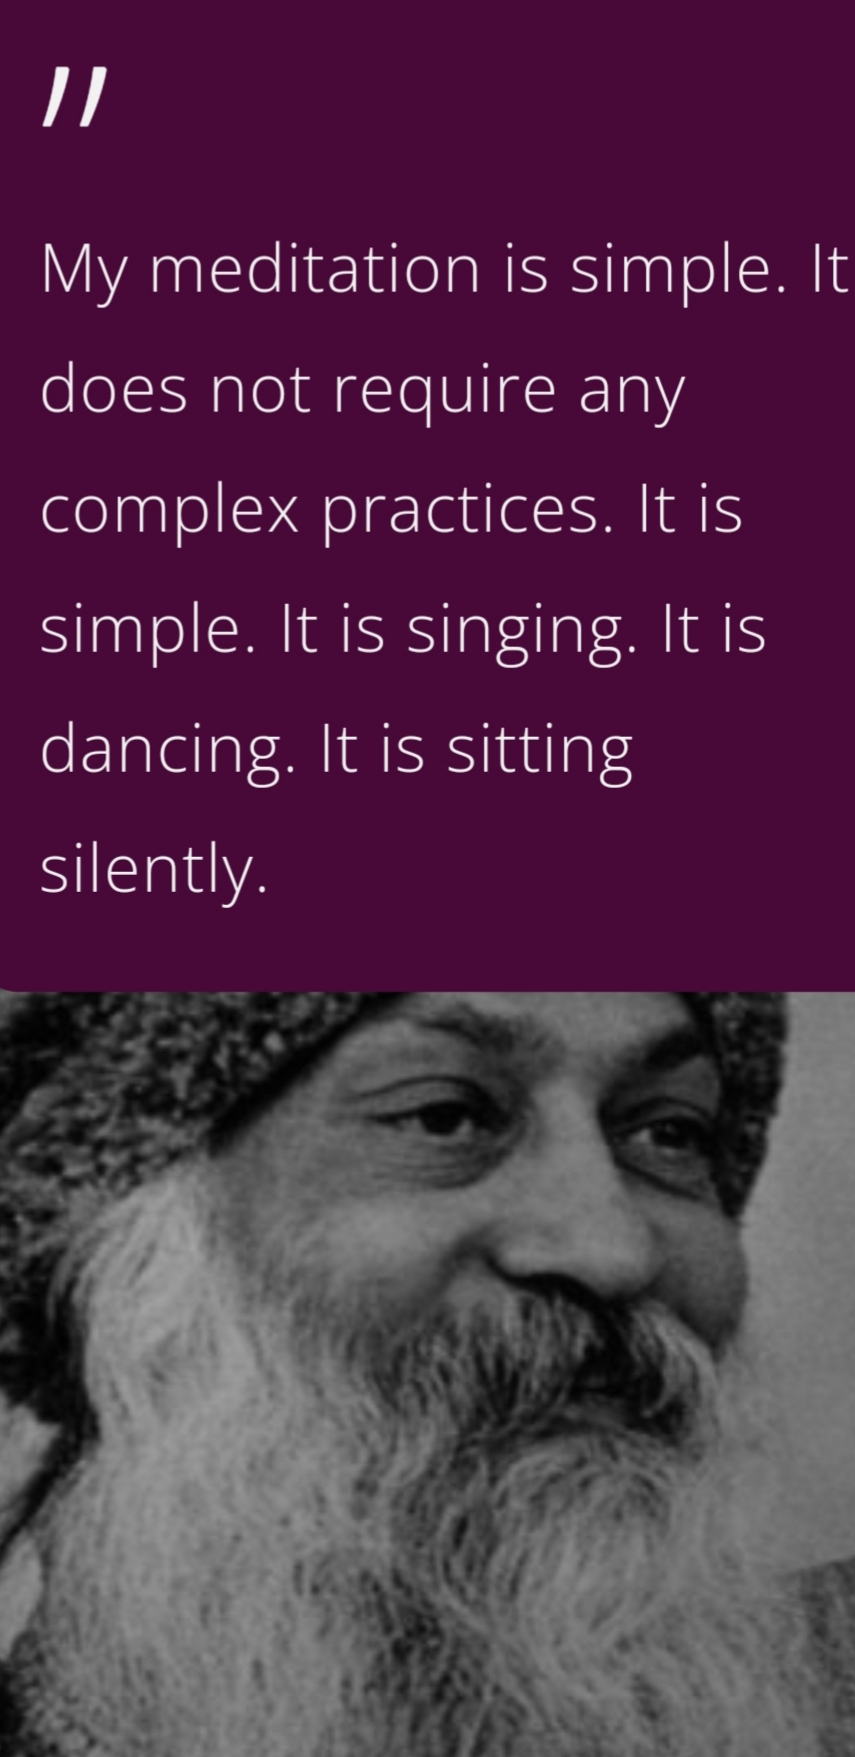 "
My meditation is simple. It
does not require any
complex practices. It is
simple. It is singing. It is
dancing. It is sitting
silently.